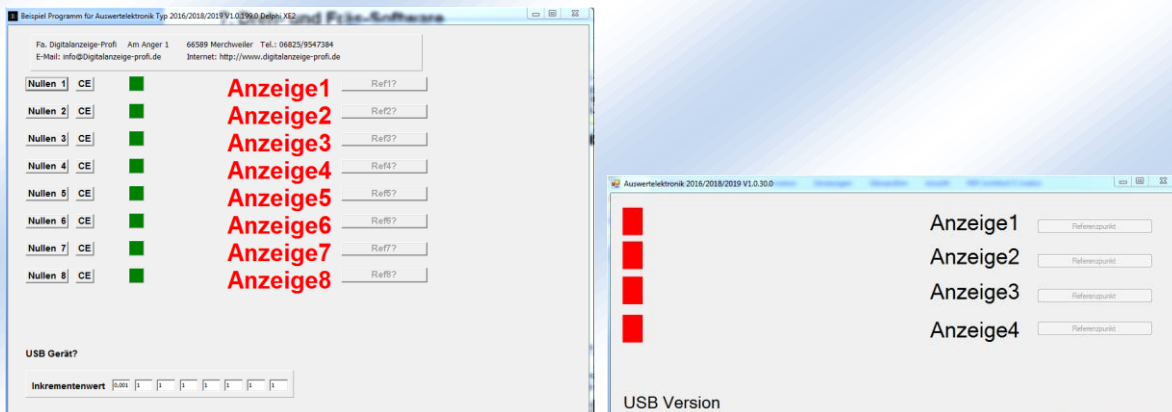 Beispiel Programm für Auswertelektronik Typ 2016/2018/2019 V1.0.199.0 Delphi XE2
7. Dreh- und Fräs-Software
Fa. Digitalanzeige-Profi Am Anger 1 66589 Merchweiler Tel.: 06825/9547384
E-Mail: info@Digitalanzeige-profi.de Internet: http://www.digitalanzeige-profi.de
Nullen 1 CE Anzeige1 Ref1?
Nullen 2 CE Anzeige2 Ref2?
Nullen 3 CE Anzeige3 Ref3?
Nullen 4 CE Anzeige4 Ref4?
Nullen 5 CE Anzeige5 Ref5?
Nullen 6 CE Anzeige6 Ref6?
Nullen 7 CE Anzeige7 Ref7?
Nullen 8 CE Anzeige8 Ref8?
USB Gerät?
Inkrementenwert 0,001 1 1 1 1 1 1 1
Auswertelektronik 2016/2018/2019 V1.0.30.0
Anzeige1 Referenzpunkt
Anzeige2 Referenzpunkt
Anzeige3 Referenzpunkt
Anzeige4 Referenzpunkt
USB Version